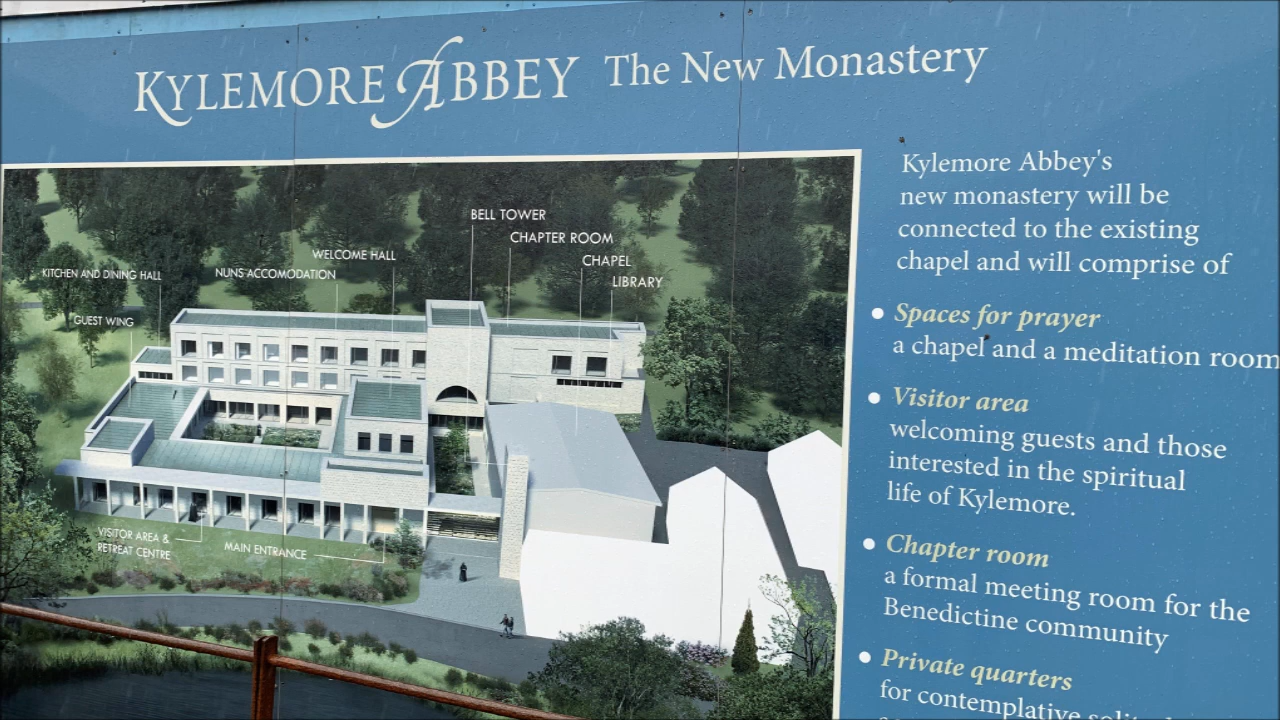 KYLEMORE ABBEY The New Monastery
BELL TOWER
CHAPTER ROOM
WELCOME HALL
CHAPEL
KITCHEN AND DINING HALL
NUNS ACCOMODATION
LIBRARY
GUEST WING
VISITOR AREA &
RETREAT CENTRE
MAIN ENTRANCE
Kylemore Abbey's
new monastery will be
connected to the existing
chapel and will comprise of
• Spaces for prayer
a chapel and a meditation room
• Visitor area
welcoming guests and those
interested in the spiritual
life of Kylemore.
• Chapter room
a formal meeting room for the
Benedictine community
• Private quarters
for contemplative